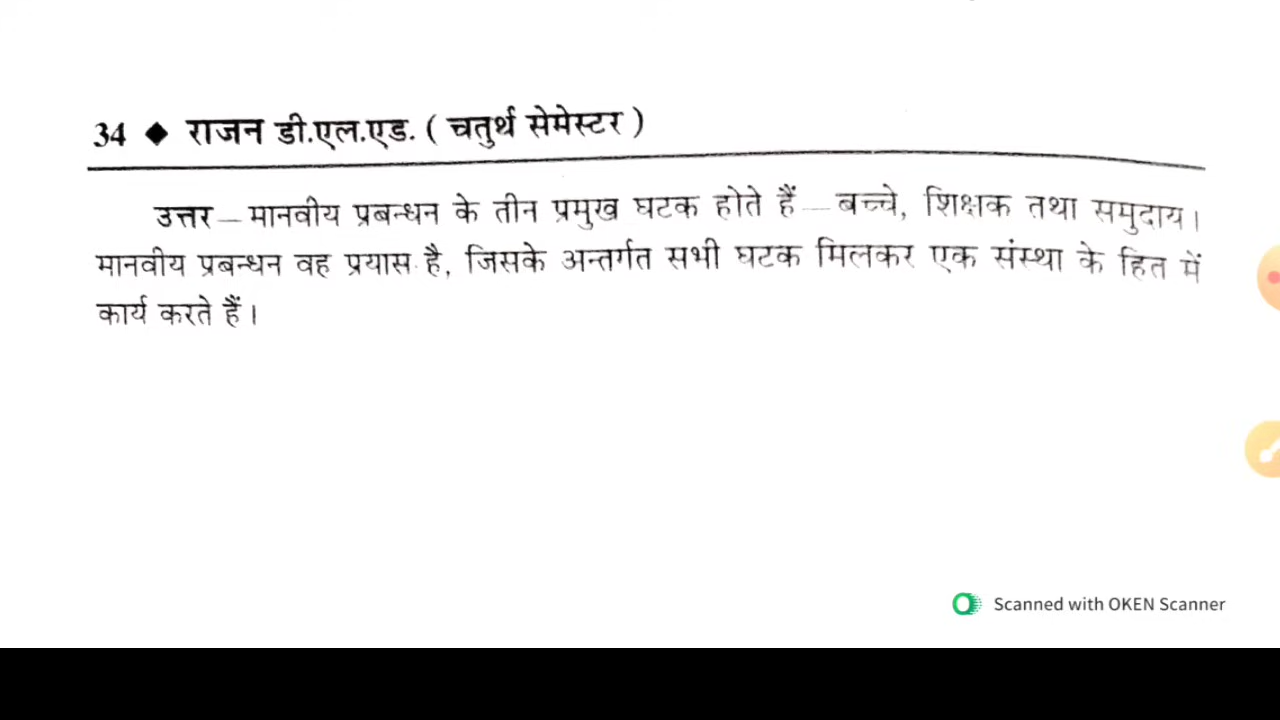 34 ◆ राजन डी.एल.एड. ( चतुर्थ सेमेस्टर )
उत्तर – मानवीय प्रबन्धन के तीन प्रमुख घटक होते हैं – बच्चे, शिक्षक तथा समुदाय।
मानवीय प्रबन्धन वह प्रयास है, जिसके अन्तर्गत सभी घटक मिलकर एक संस्था के हित में
कार्य करते हैं।
Scanned with OKEN Scanner